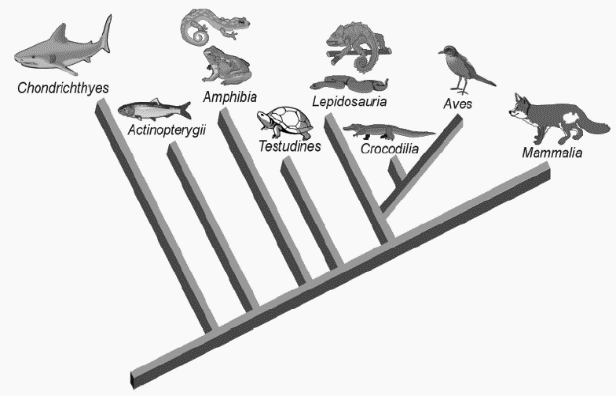 Chondrichthyes
Actinopterygii
Amphibia
Testudines
Lepidosauria
Crocodilia
Aves
Mammalia